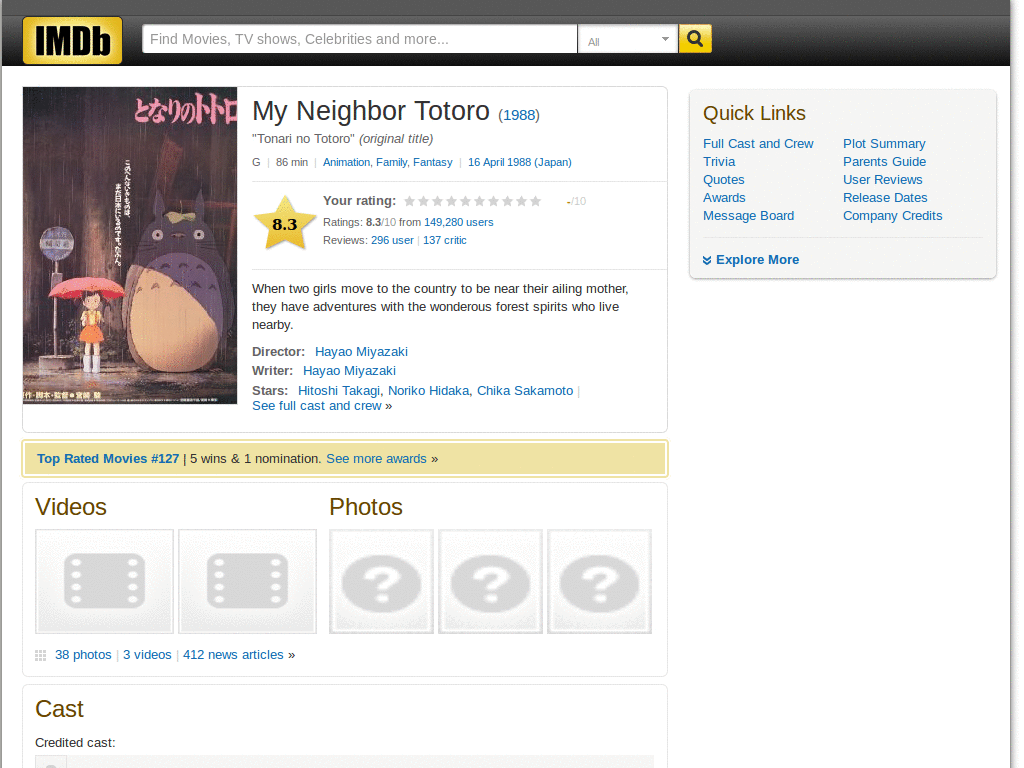 IMDb
Find Movies, TV shows, Celebrities and more...
All
となりのトトロ
My Neighbor Totoro (1988)
"Tonari no Totoro" (original title)
G | 86 min | Animation, Family, Fantasy | 16 April 1988 (Japan)
8.3
Your rating: -/10
Ratings: 8.3/10 from 149,280 users
Reviews: 296 user | 137 critic
When two girls move to the country to be near their ailing mother,
they have adventures with the wonderous forest spirits who live
nearby.
Director: Hayao Miyazaki
Writer: Hayao Miyazaki
Stars: Hitoshi Takagi, Noriko Hidaka, Chika Sakamoto |
See full cast and crew »
Top Rated Movies #127 | 5 wins & 1 nomination. See more awards »
Videos
Photos
38 photos | 3 videos | 412 news articles »
Cast
Credited cast:
Quick Links
Full Cast and Crew
Plot Summary
Trivia
Parents Guide
Quotes
User Reviews
Awards
Release Dates
Message Board
Company Credits
Explore More